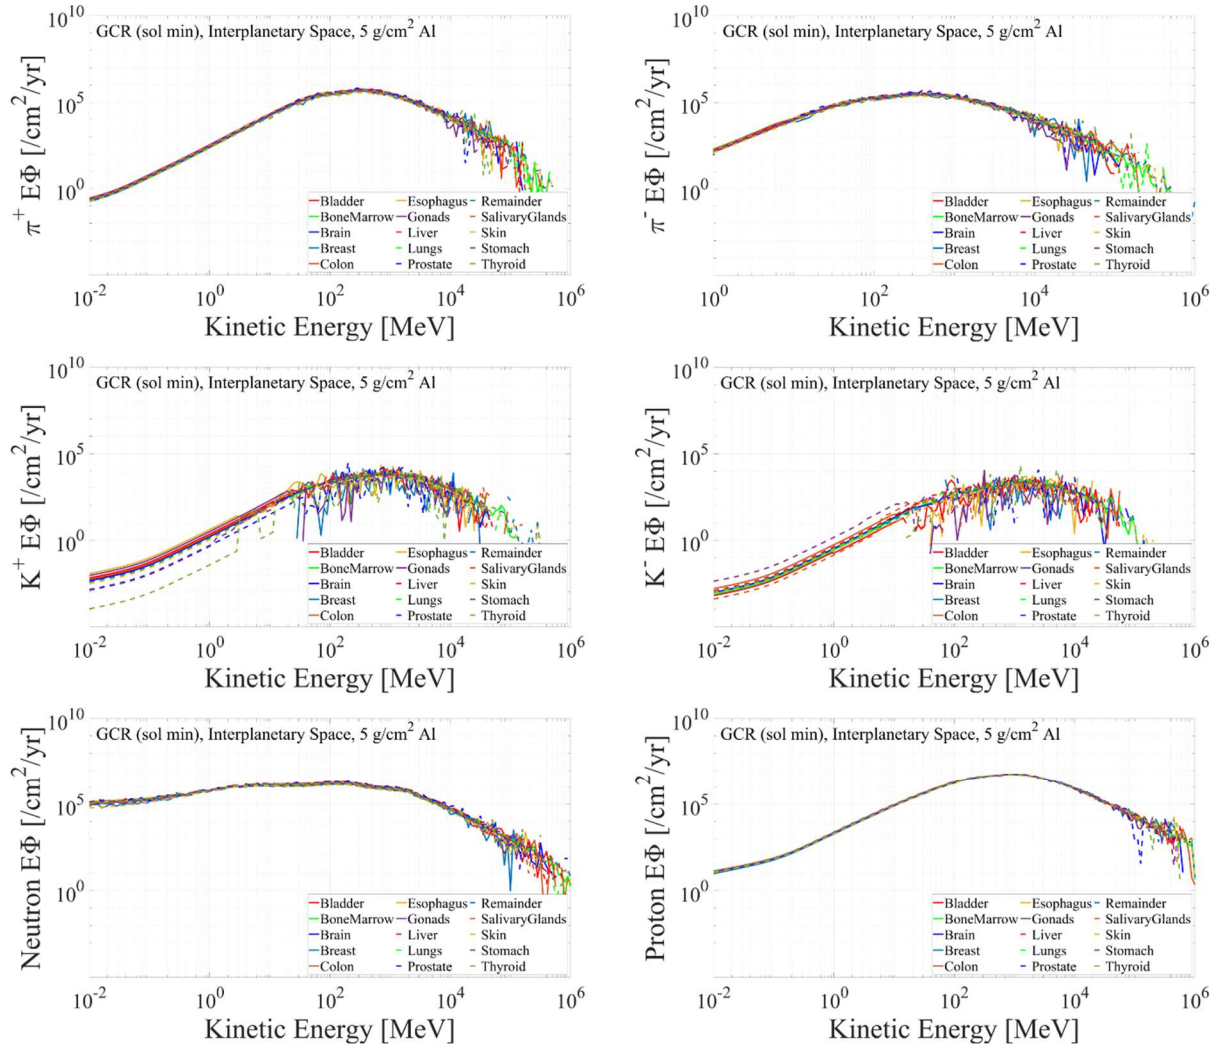 GCR (sol min), Interplanetary Space, 5 g/cm² Al
π⁺ EΦ [/cm²/yr]
10¹⁰
10⁵
10⁰
Bladder Esophagus Remainder
BoneMarrow Gonads SalivaryGlands
Brain Liver Skin
Breast Lungs Stomach
Colon Prostate Thyroid
10⁻² 10⁰ 10² 10⁴ 10⁶
Kinetic Energy [MeV]
GCR (sol min), Interplanetary Space, 5 g/cm² Al
π⁻ EΦ [/cm²/yr]
10¹⁰
10⁵
10⁰
Bladder Esophagus Remainder
BoneMarrow Gonads SalivaryGlands
Brain Liver Skin
Breast Lungs Stomach
Colon Prostate Thyroid
10⁰ 10² 10⁴ 10⁶
Kinetic Energy [MeV]
GCR (sol min), Interplanetary Space, 5 g/cm² Al
K⁺ EΦ [/cm²/yr]
10¹⁰
10⁵
10⁰
Bladder Esophagus Remainder
BoneMarrow Gonads SalivaryGlands
Brain Liver Skin
Breast Lungs Stomach
Colon Prostate Thyroid
10⁻² 10⁰ 10² 10⁴ 10⁶
Kinetic Energy [MeV]
GCR (sol min), Interplanetary Space, 5 g/cm² Al
K⁻ EΦ [/cm²/yr]
10¹⁰
10⁵
10⁰
Bladder Esophagus Remainder
BoneMarrow Gonads SalivaryGlands
Brain Liver Skin
Breast Lungs Stomach
Colon Prostate Thyroid
10⁻² 10⁰ 10² 10⁴ 10⁶
Kinetic Energy [MeV]
GCR (sol min), Interplanetary Space, 5 g/cm² Al
Neutron EΦ [/cm²/yr]
10¹⁰
10⁵
10⁰
Bladder Esophagus Remainder
BoneMarrow Gonads SalivaryGlands
Brain Liver Skin
Breast Lungs Stomach
Colon Prostate Thyroid
10⁻² 10⁰ 10² 10⁴ 10⁶
Kinetic Energy [MeV]
GCR (sol min), Interplanetary Space, 5 g/cm² Al
Proton EΦ [/cm²/yr]
10¹⁰
10⁵
10⁰
Bladder Esophagus Remainder
BoneMarrow Gonads SalivaryGlands
Brain Liver Skin
Breast Lungs Stomach
Colon Prostate Thyroid
10⁻² 10⁰ 10² 10⁴ 10⁶
Kinetic Energy [MeV]